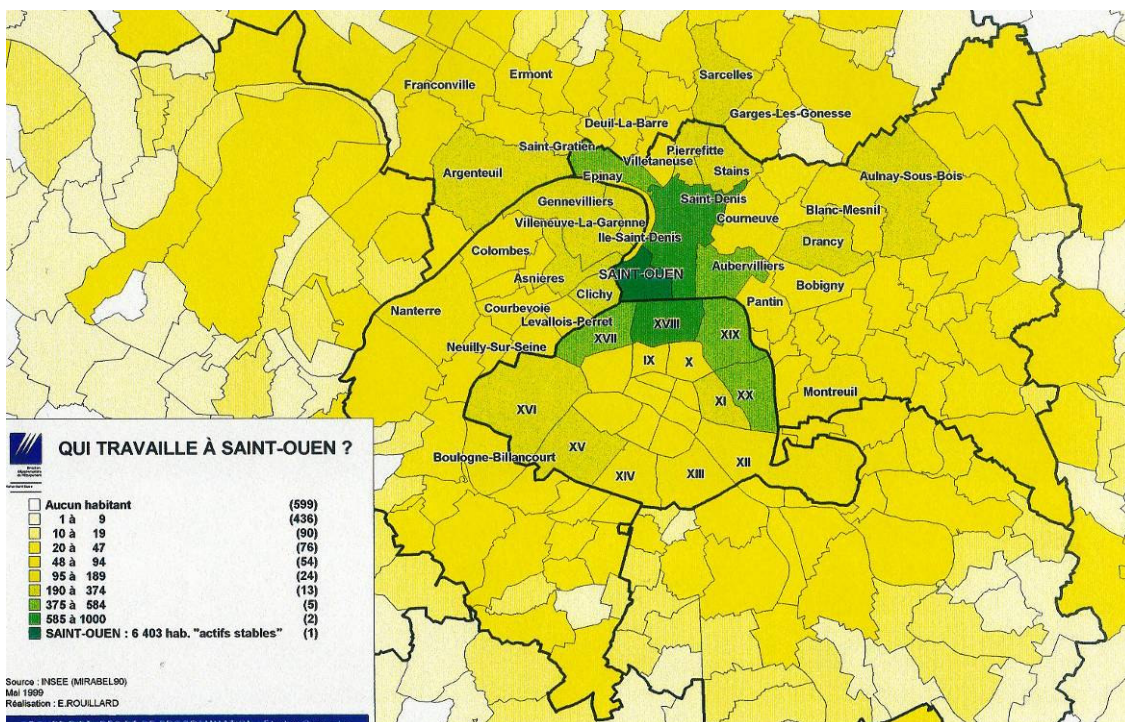 Franconville
Ermont
Sarcelles
Garges-Les-Gonesse
Deuil-La-Barre
Saint-Gratien
Villetaneuse
Pierrefitte
Argenteuil
Epinay
Stains
Aulnay-Sous-Bois
Gennevilliers
Saint-Denis
Blanc-Mesnil
Villeneuve-La-Garenne
Courneuve
Ile-Saint-Denis
Drancy
Colombes
Asnières
SAINT-OUEN
Aubervilliers
Clichy
Bobigny
Nanterre
Courbevoie
Pantin
Levallois-Perret
Neuilly-Sur-Seine
XVII
XVIII
XIX
IX
X
XVI
XI
XX
Montreuil
XV
Boulogne-Billancourt
XIV
XIII
XII
QUI TRAVAILLE À SAINT-OUEN ?
Aucun habitant (599)
1 à 9 (436)
10 à 19 (90)
20 à 47 (76)
48 à 94 (54)
95 à 189 (24)
190 à 374 (13)
375 à 584 (5)
585 à 1000 (2)
SAINT-OUEN : 6 403 hab. "actifs stables" (1)
Source : INSEE (MIRABEL90)
Mai 1999
Réalisation : E.ROUILLARD